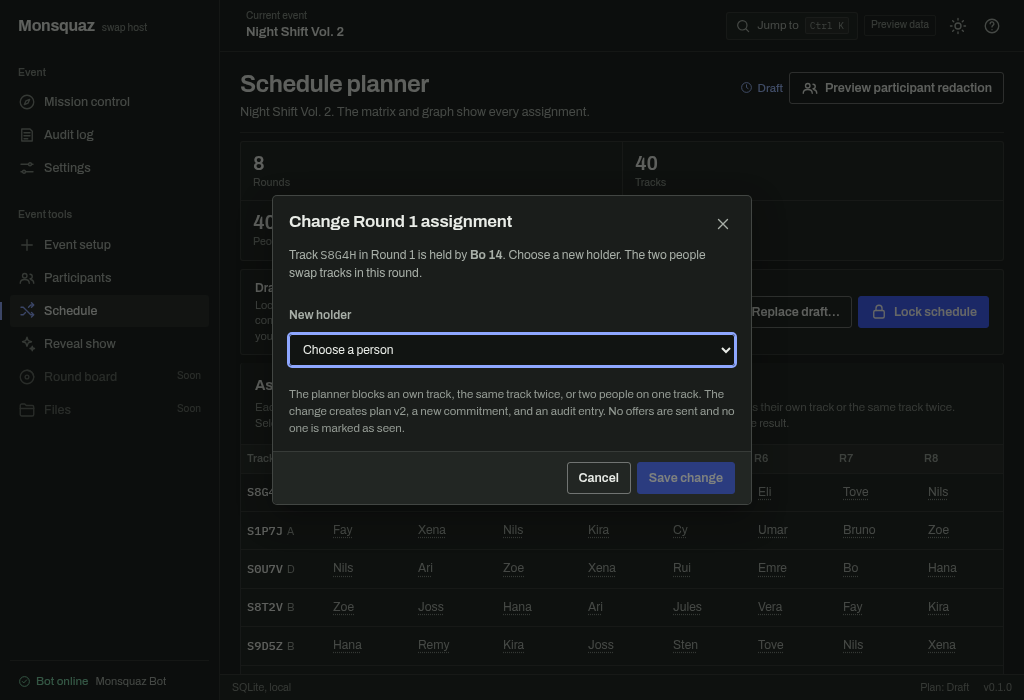 Monsquaz swap host
Current event
Night Shift Vol. 2
Jump to Ctrl K
Preview data
Event
Mission control
Audit log
Settings
Event tools
Event setup
Participants
Schedule
Reveal show
Round board Soon
Files Soon
Bot online Monsquaz Bot
Schedule planner
Draft
Preview participant redaction
Night Shift Vol. 2. The matrix and graph show every assignment.
8
Rounds
40
Tracks
Change Round 1 assignment
Track S8G4H in Round 1 is held by Bo 14. Choose a new holder. The two people
swap tracks in this round.
New holder
Choose a person
The planner blocks an own track, the same track twice, or two people on one track. The
change creates plan v2, a new commitment, and an audit entry. No offers are sent and no
one is marked as seen.
Cancel
Save change
Replace draft...
Lock schedule
s their own track or the same track twice.
e result.
R6 R7 R8
Eli Tove Nils
S1P7J A Fay Xena Nils Kira Cy Umar Bruno Zoe
S0U7V D Nils Ari Zoe Xena Rui Emre Bo Hana
S8T2V B Zoe Joss Hana Ari Jules Vera Fay Kira
S9D5Z B Hana Remy Kira Joss Sten Tove Nils Xena
SQLite, local
Plan: Draft v0.1.0